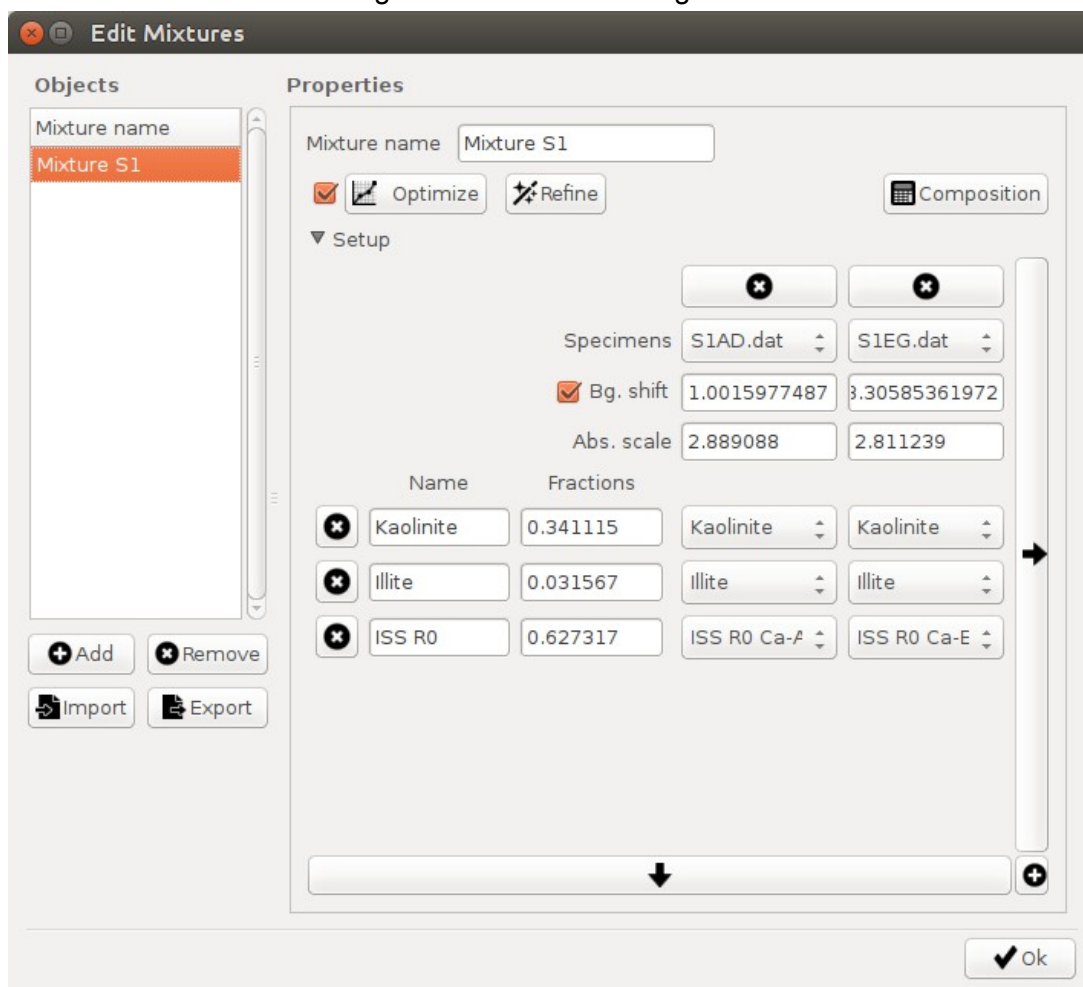 Edit Mixtures
Objects
Properties
Mixture name
Mixture S1
Mixture name Mixture S1
Optimize Refine Composition
Setup
Specimens S1AD.dat S1EG.dat
Bg. shift 1.0015977487 3.30585361972
Abs. scale 2.889088 2.811239
Name Fractions
Kaolinite 0.341115 Kaolinite Kaolinite
Illite 0.031567 Illite Illite
ISS R0 0.627317 ISS R0 Ca-A ISS R0 Ca-E
Add Remove
Import Export
Ok